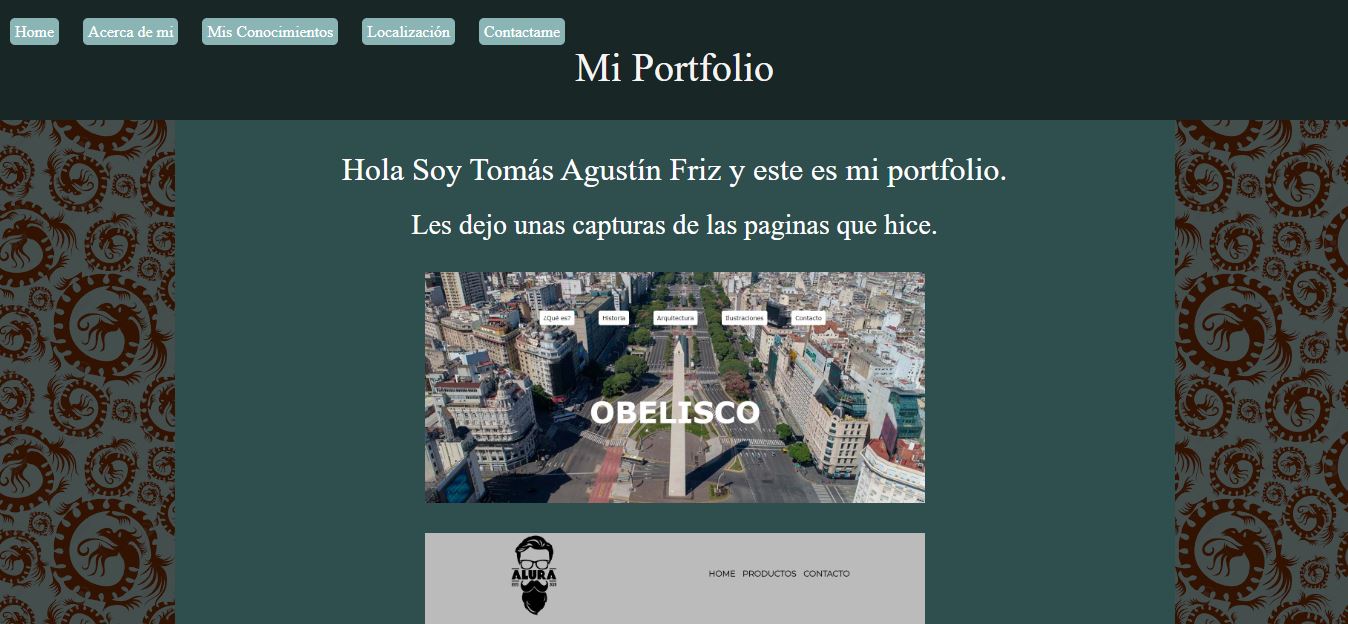 Home Acerca de mi Mis Conocimientos Localización Contactame
Mi Portfolio
Hola Soy Tomás Agustín Friz y este es mi portfolio.
Les dejo unas capturas de las paginas que hice.
¿Qué es? Historia Arquitectura Ilustraciones Contacto
OBELISCO
ALURA
HOME PRODUCTOS CONTACTO